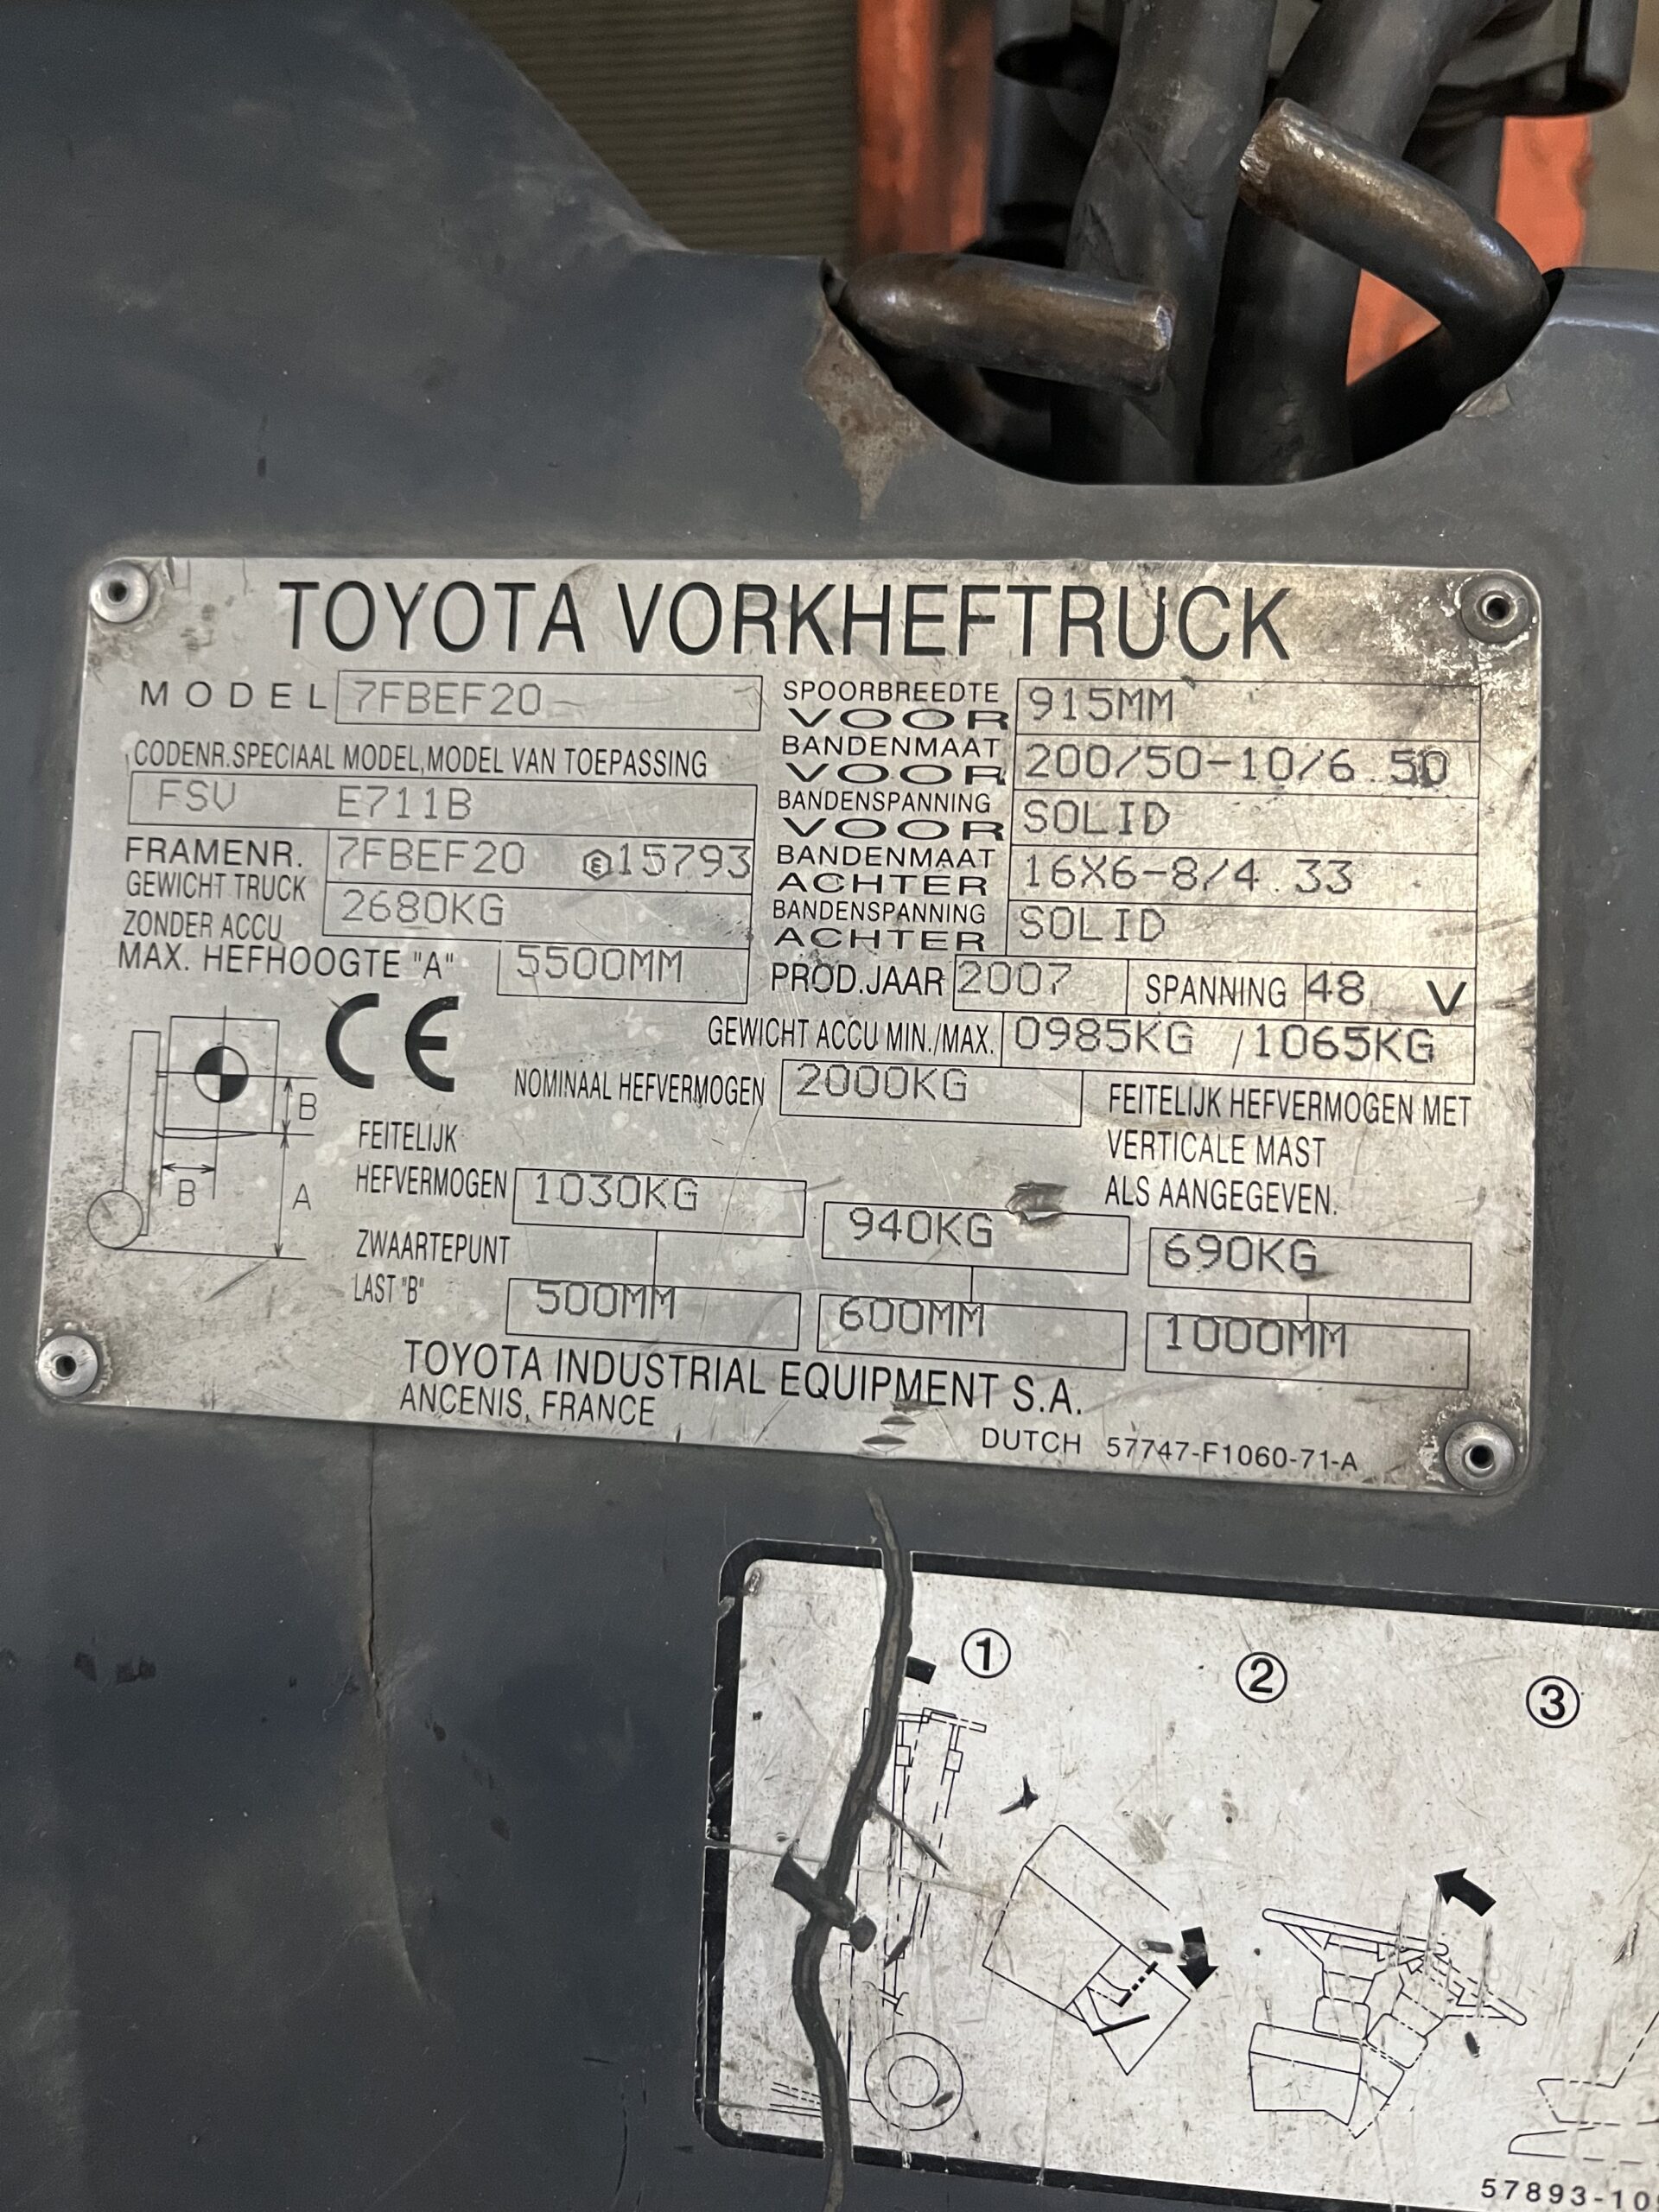 TOYOTA VORKHEFTRUCK
MODEL 7FBEF20
CODENR.SPECIAAL MODEL,MODEL VAN TOEPASSING
FSV E711B
FRAMENR. 7FBEF20 E15793
GEWICHT TRUCK
ZONDER ACCU 2680KG
MAX. HEFHOOGTE "A" 5500MM
SPOORBREEDTE
VOOR 915MM
BANDENMAAT
VOOR 200/50-10/6.50
BANDENSPANNING
VOOR SOLID
BANDENMAAT
ACHTER 16X6-8/4.33
BANDENSPANNING
ACHTER SOLID
PROD.JAAR 2007 SPANNING 48 V
GEWICHT ACCU MIN./MAX. 0985KG /1065KG
CE
NOMINAAL HEFVERMOGEN 2000KG
FEITELIJK HEFVERMOGEN MET
VERTICALE MAST
ALS AANGEGEVEN.
B
B
A
FEITELIJK
HEFVERMOGEN 1030KG 940KG 690KG
ZWAARTEPUNT
LAST "B" 500MM 600MM 1000MM
TOYOTA INDUSTRIAL EQUIPMENT S.A.
ANCENIS, FRANCE
DUTCH 57747-F1060-71-A
① ② ③
57893-10